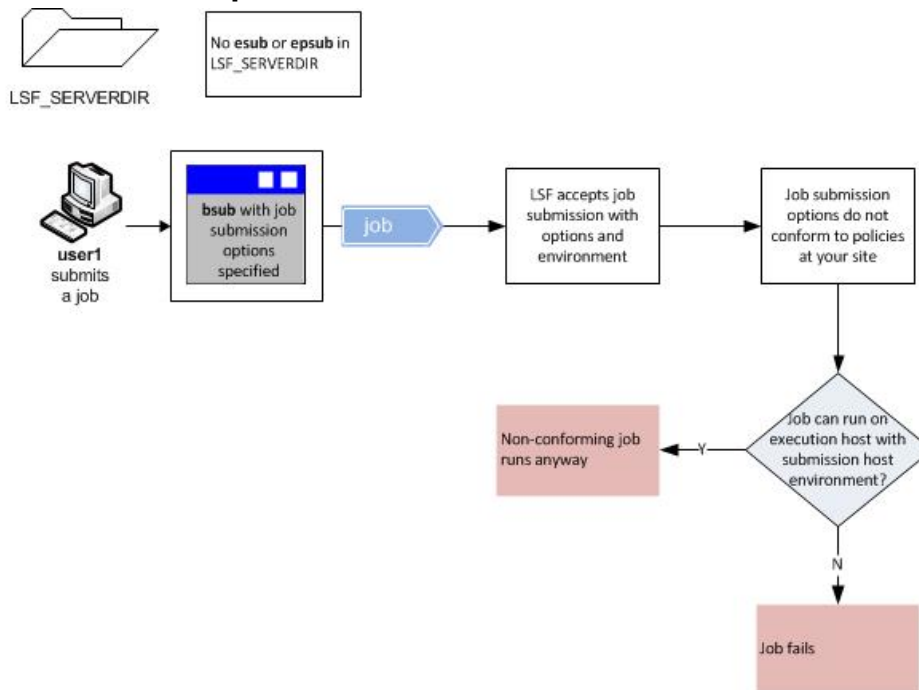 No esub or epsub in
LSF_SERVERDIR
LSF_SERVERDIR
user1
submits
a job
bsub with job
submission
options
specified
job
LSF accepts job
submission with
options and
environment
Job submission
options do not
conform to policies
at your site
Job can run on
execution host with
submission host
environment?
Y
Non-conforming job
runs anyway
N
Job fails